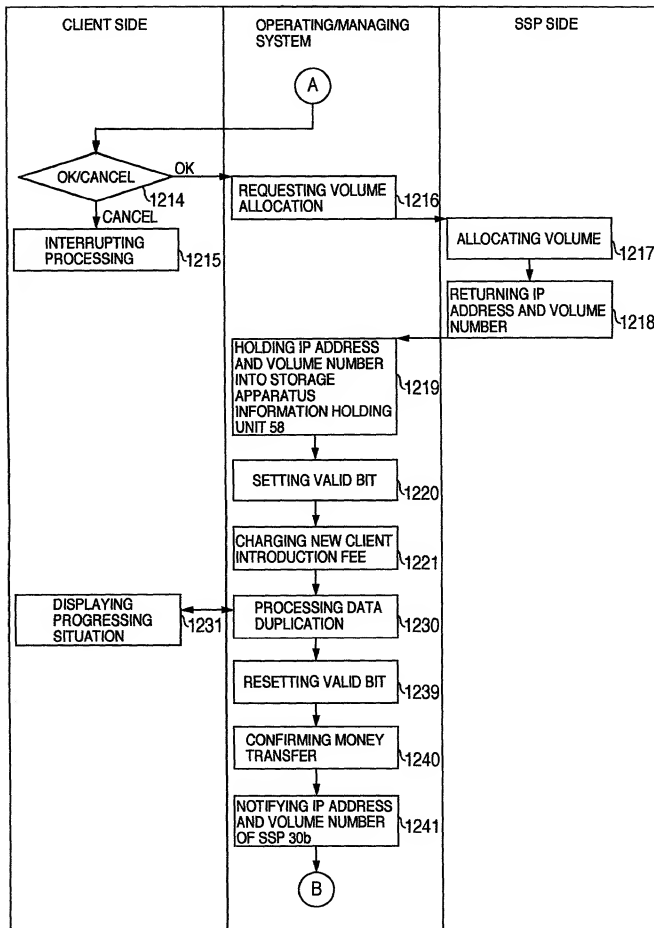 CLIENT SIDE
OPERATING/MANAGING
SYSTEM
SSP SIDE
A
OK/CANCEL
OK
1214
CANCEL
INTERRUPTING
PROCESSING
1215
REQUESTING VOLUME
ALLOCATION
1216
ALLOCATING VOLUME
1217
RETURNING IP
ADDRESS AND VOLUME
NUMBER
1218
HOLDING IP ADDRESS
AND VOLUME NUMBER
INTO STORAGE
APPARATUS
INFORMATION HOLDING
UNIT 58
1219
SETTING VALID BIT
1220
CHARGING NEW CLIENT
INTRODUCTION FEE
1221
DISPLAYING
PROGRESSING
SITUATION
1231
PROCESSING DATA
DUPLICATION
1230
RESETTING VALID BIT
1239
CONFIRMING MONEY
TRANSFER
1240
NOTIFYING IP ADDRESS
AND VOLUME NUMBER
OF SSP 30b
1241
B